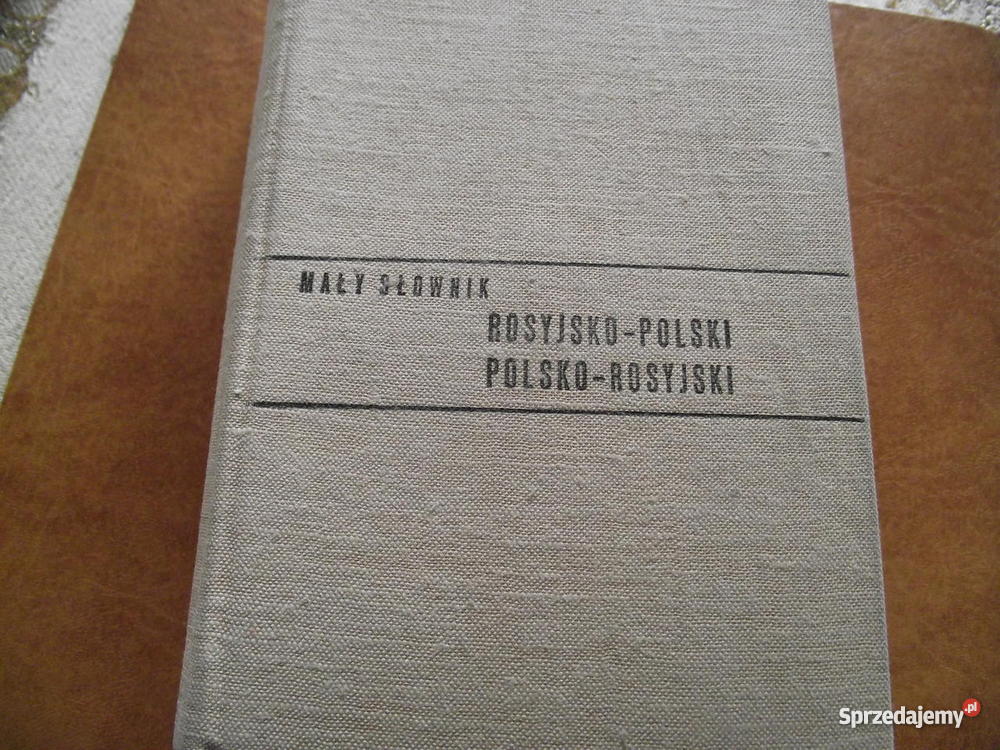 MAŁY SŁOWNIK
ROSYJSKO-POLSKI
POLSKO-ROSYJSKI
Sprzedajemy.pl